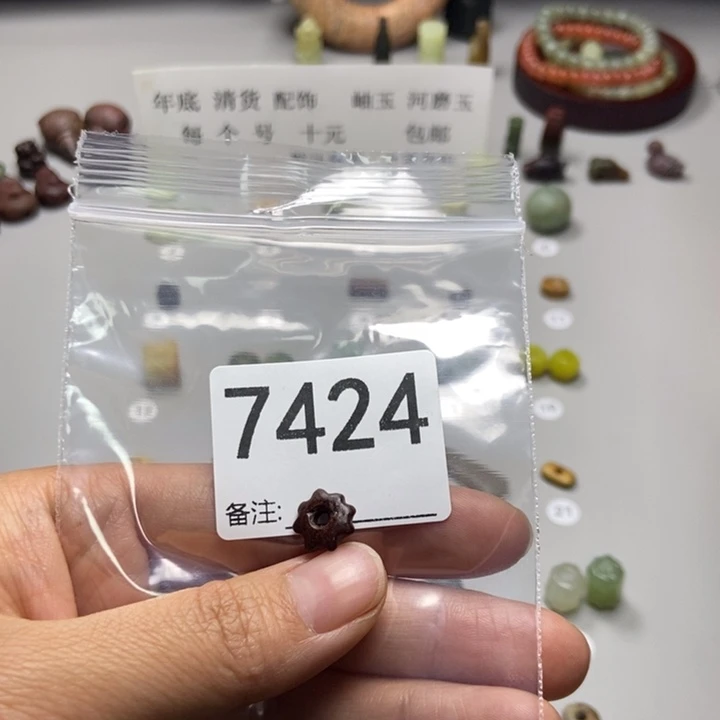 年底 清货 配饰 岫玉 河磨玉
每个号 十元 包邮
7424
备注:
21